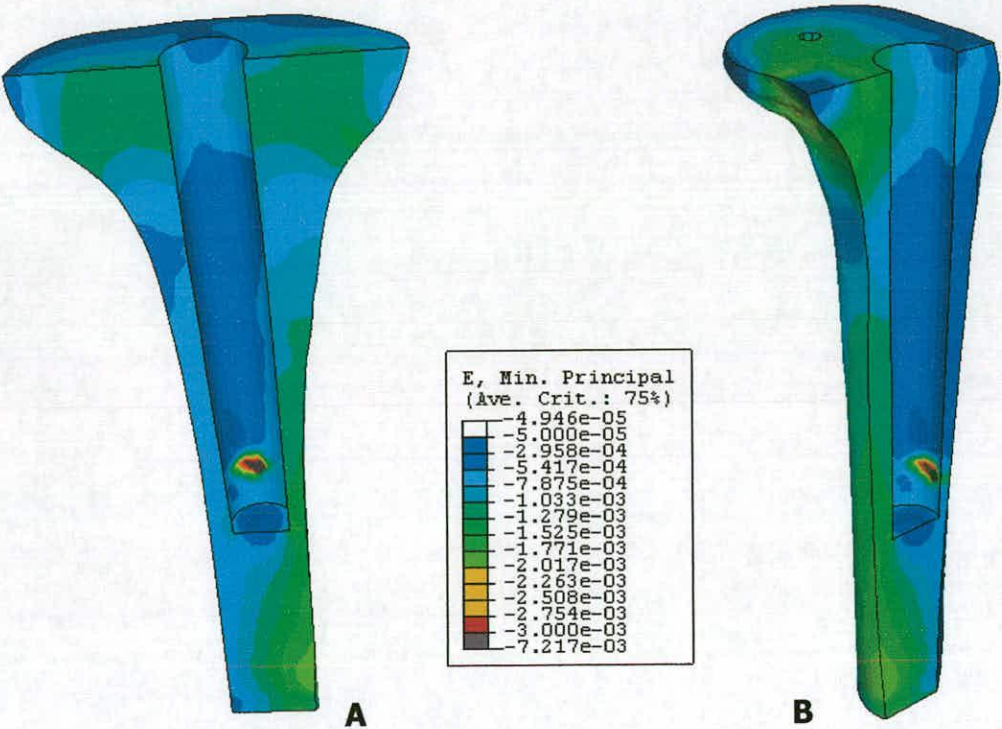 E, Min. Principal
(Ave. Crit.: 75%)
-4.946e-05
-5.000e-05
-2.958e-04
-5.417e-04
-7.875e-04
-1.033e-03
-1.279e-03
-1.525e-03
-1.771e-03
-2.017e-03
-2.263e-03
-2.508e-03
-2.754e-03
-3.000e-03
-7.217e-03
A
B